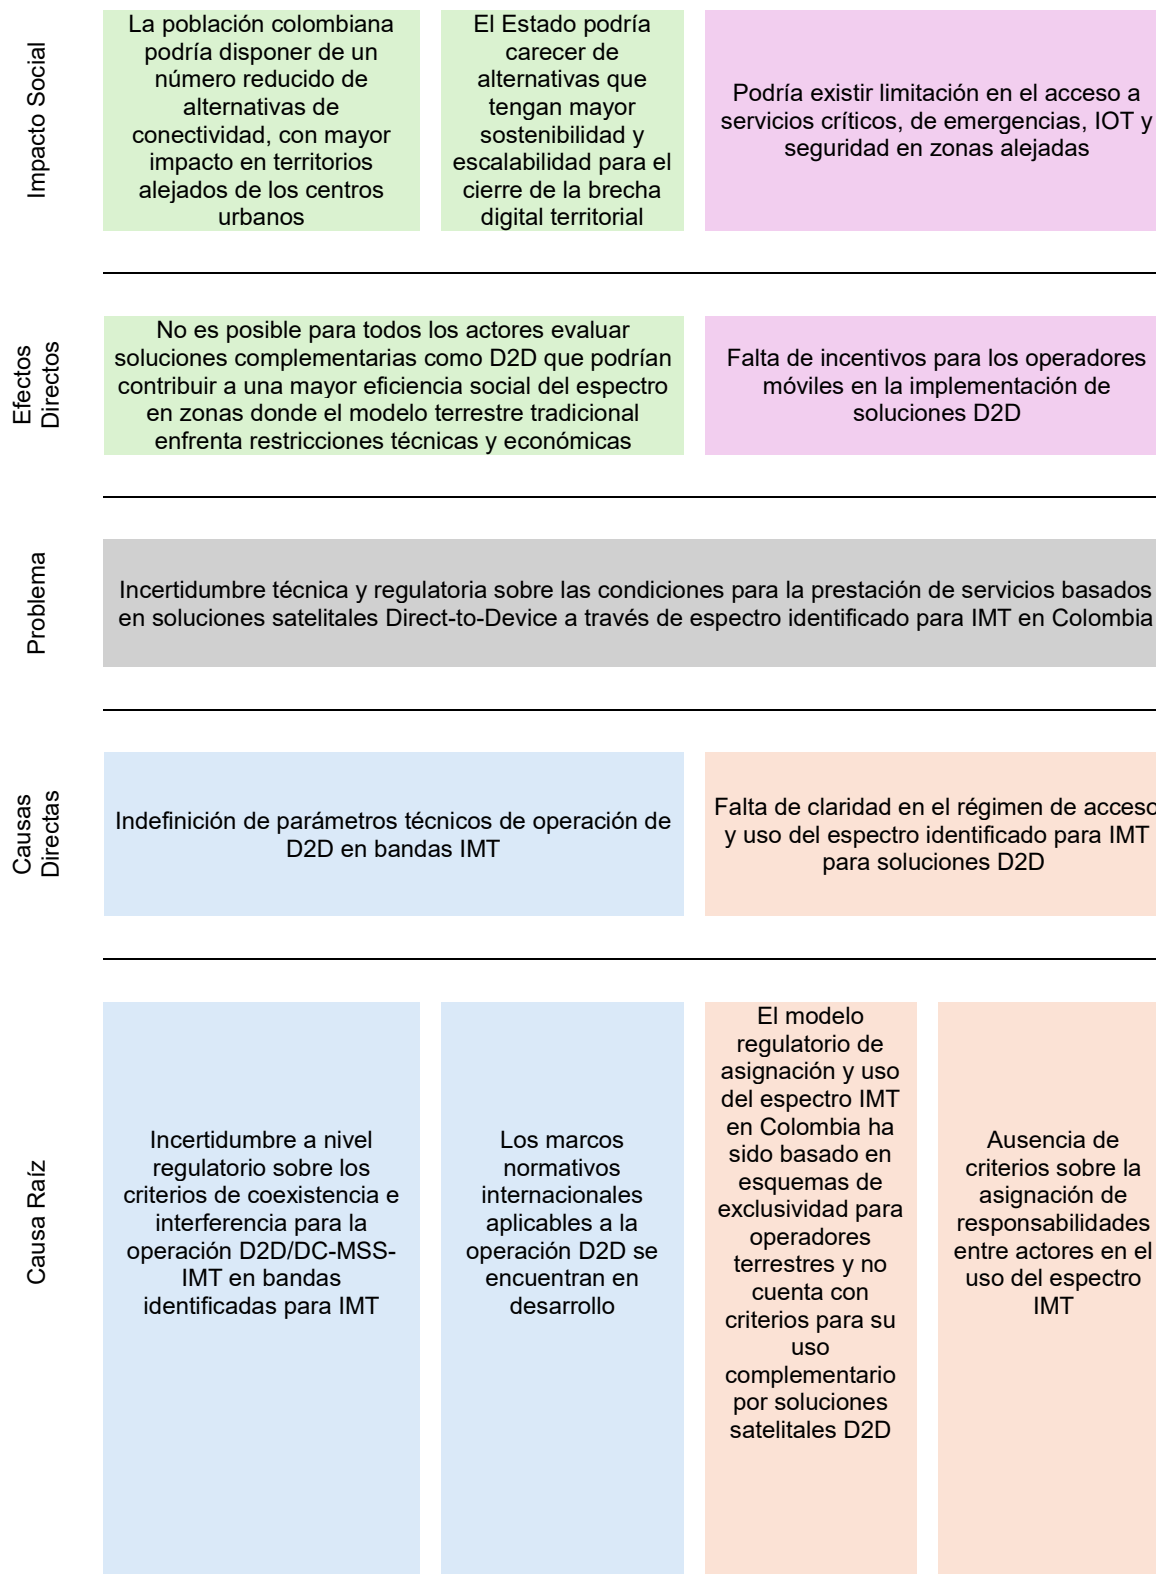 Impacto Social
La población colombiana
podría disponer de un
número reducido de
alternativas de
conectividad, con mayor
impacto en territorios
alejados de los centros
urbanos
El Estado podría
carecer de
alternativas que
tengan mayor
sostenibilidad y
escalabilidad para el
cierre de la brecha
digital territorial
Podría existir limitación en el acceso a
servicios críticos, de emergencias, IOT y
seguridad en zonas alejadas
Efectos
Directos
No es posible para todos los actores evaluar
soluciones complementarias como D2D que podrían
contribuir a una mayor eficiencia social del espectro
en zonas donde el modelo terrestre tradicional
enfrenta restricciones técnicas y económicas
Falta de incentivos para los operadores
móviles en la implementación de
soluciones D2D
Problema
Incertidumbre técnica y regulatoria sobre las condiciones para la prestación de servicios basados
en soluciones satelitales Direct-to-Device a través de espectro identificado para IMT en Colombia
Causas
Directas
Indefinición de parámetros técnicos de operación de
D2D en bandas IMT
Falta de claridad en el régimen de acceso
y uso del espectro identificado para IMT
para soluciones D2D
Causa Raíz
Incertidumbre a nivel
regulatorio sobre los
criterios de coexistencia e
interferencia para la
operación D2D/DC-MSS-
IMT en bandas
identificadas para IMT
Los marcos
normativos
internacionales
aplicables a la
operación D2D se
encuentran en
desarrollo
El modelo
regulatorio de
asignación y uso
del espectro IMT
en Colombia ha
sido basado en
esquemas de
exclusividad para
operadores
terrestres y no
cuenta con
criterios para su
uso
complementario
por soluciones
satelitales D2D
Ausencia de
criterios sobre la
asignación de
responsabilidades
entre actores en el
uso del espectro
IMT